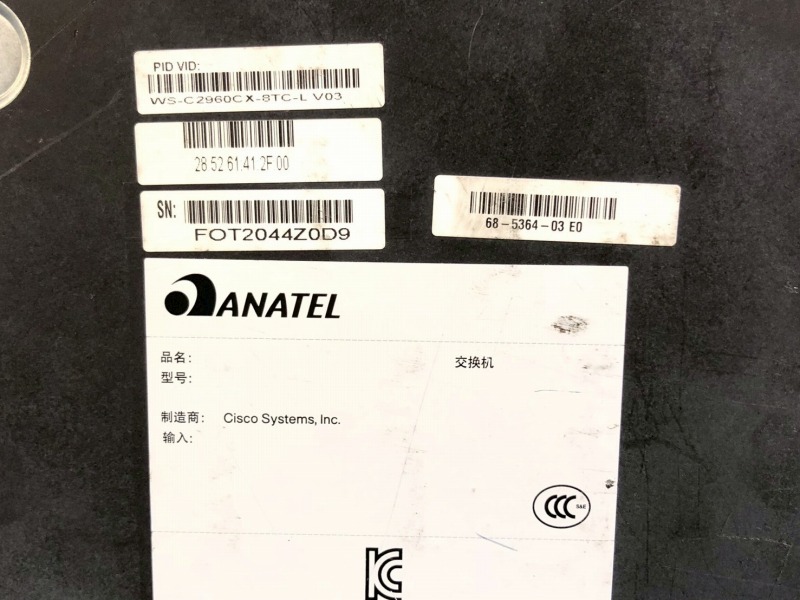 PID VID:
WS-C2960CX-8TC-L V03
28 52 61.41 2F 00
SN:
FOT2044Z0D9
68-5364-03 E0
ANATEL
品名:
交换机
型号:
制造商: Cisco Systems, Inc.
输入:
CCC S&E